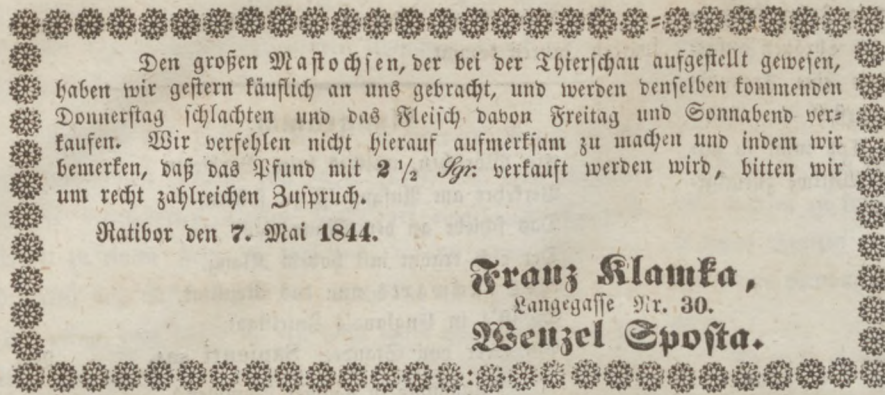 Den großen Mastochsen, der bei der Thierschau aufgestellt gewesen,
haben wir gestern käuflich an uns gebracht, und werden denselben kommenden
Donnerstag schlachten und das Fleisch davon Freitag und Sonnabend ver-
kaufen. Wir verfehlen nicht hierauf aufmerksam zu machen und indem wir
bemerken, daß das Pfund mit 2 ½ Sgr. verkauft werden wird, bitten wir
um recht zahlreichen Zuspruch.
Ratibor den 7. Mai 1844.
Franz Klamka,
Langegasse Nr. 30.
Wenzel Sposta.